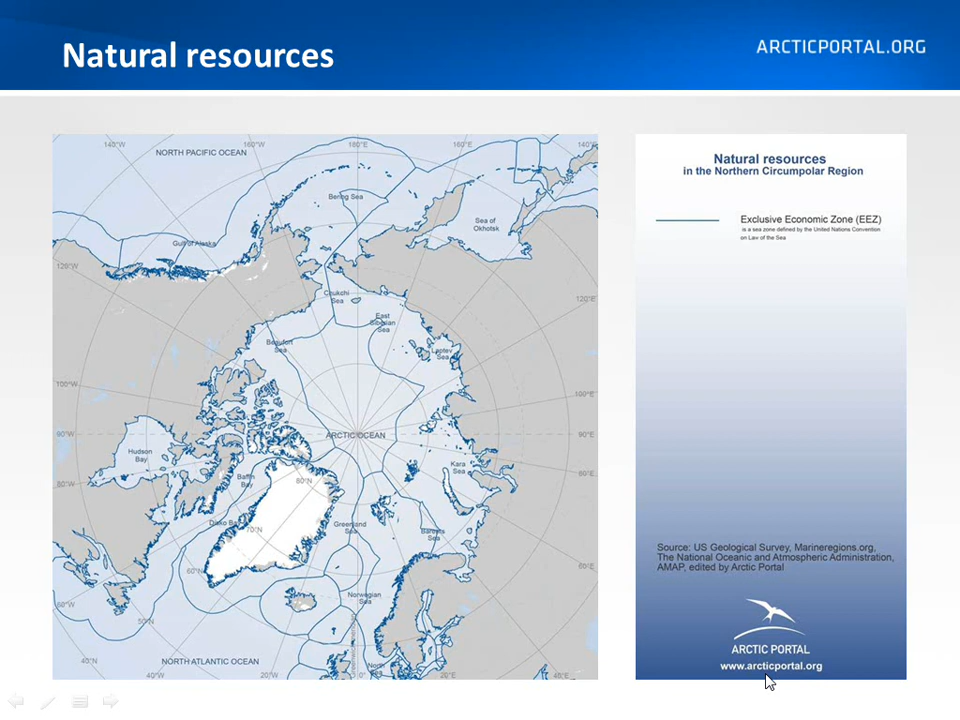 Natural resources
ARCTICPORTAL.ORG
140°W
160°W
180°E
160°E
140°
NORTH PACIFIC OCEAN
Bering Sea
Sea of
Okhotsk
Gulf of Alaska
120°W
Chukchi
Sea
120°E
East
Siberian
Sea
Beaufort
Sea
Laptev
Sea
100°W
100°E
90°W
ARCTIC OCEAN
90°E
Hudson
Bay
Kara
Sea
80°W
Baffin
Bay
80°N
Disko Ba
70°N
Greenland
Sea
Barents
Sea
60°N
60°E
60°W
Norwegian
Sea
50°N
40°N
NORTH ATLANTIC OCEAN
North
40°W
20°W
0°
20°E
40°E
Natural resources
in the Northern Circumpolar Region
Exclusive Economic Zone (EEZ)
is a sea zone defined by the United Nations Convention
on Law of the Sea
Source: US Geological Survey, Marineregions.org,
The National Oceanic and Atmospheric Administration,
AMAP, edited by Arctic Portal
ARCTIC PORTAL
www.arcticportal.org